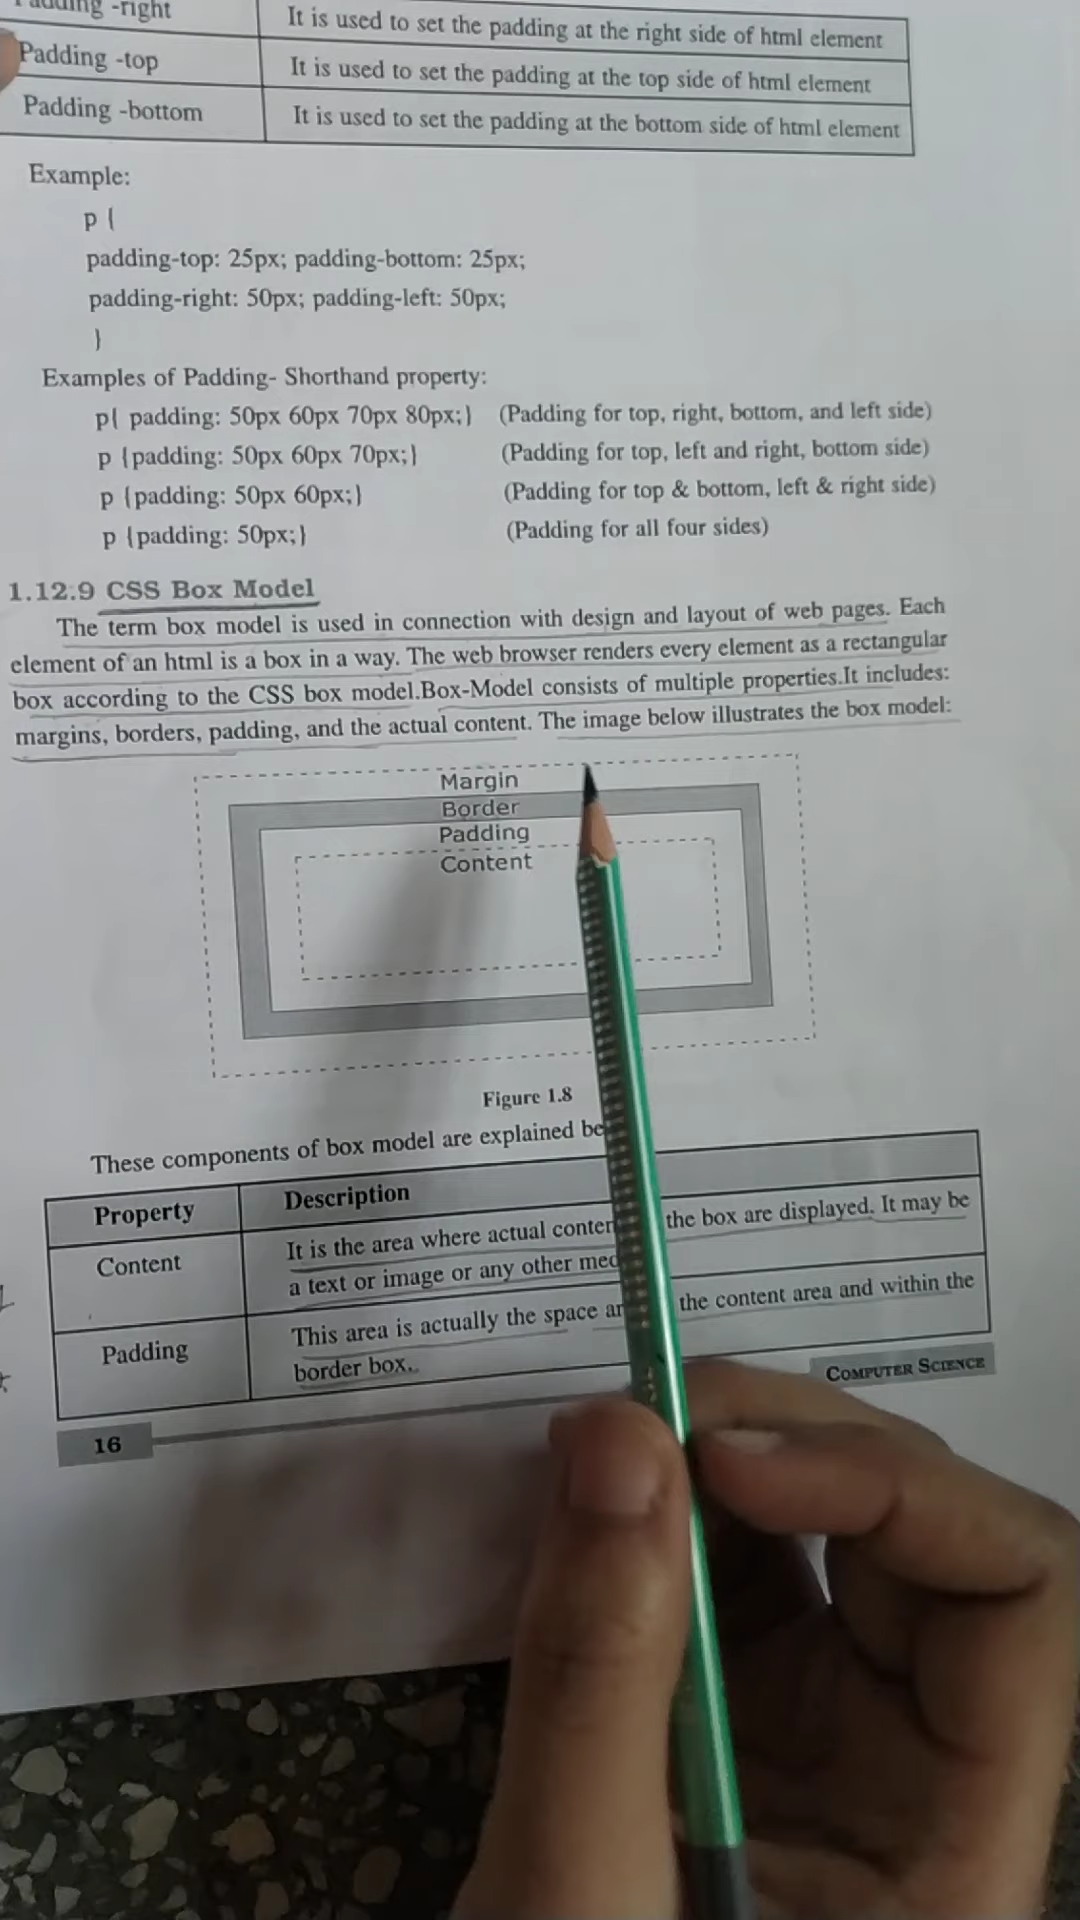 Padding -right	It is used to set the padding at the right side of html element
Padding -top	It is used to set the padding at the top side of html element
Padding -bottom	It is used to set the padding at the bottom side of html element
Example:
p {
padding-top: 25px; padding-bottom: 25px;
padding-right: 50px; padding-left: 50px;
}
Examples of Padding- Shorthand property:
p{ padding: 50px 60px 70px 80px;}	(Padding for top, right, bottom, and left side)
p {padding: 50px 60px 70px;}	(Padding for top, left and right, bottom side)
p {padding: 50px 60px;}	(Padding for top & bottom, left & right side)
p {padding: 50px;}	(Padding for all four sides)
1.12.9 CSS Box Model
The term box model is used in connection with design and layout of web pages. Each
element of an html is a box in a way. The web browser renders every element as a rectangular
box according to the CSS box model.Box-Model consists of multiple properties.It includes:
margins, borders, padding, and the actual content. The image below illustrates the box model:
Margin
Border
Padding
Content
Figure 1.8
These components of box model are explained
Property	Description
Content	It is the area where actual the box are displayed. It may be
a text or image or any other
Padding	This area is actually the space the content area and within the
border box.
16	COMPUTER SCIENCE